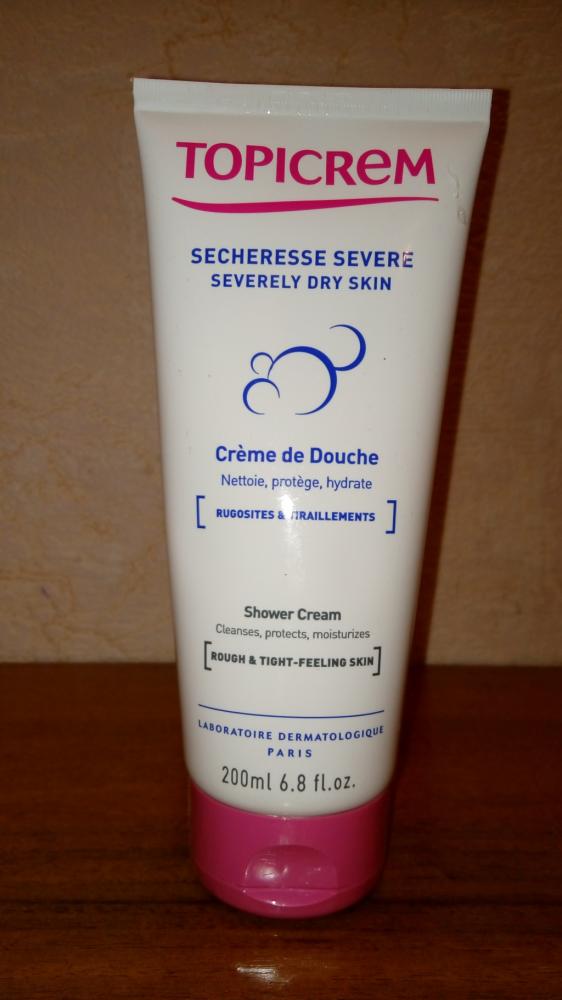 TOPICREM
SECHERESSE SEVERE
SEVERELY DRY SKIN
Crème de Douche
Nettoie, protège, hydrate
[RUGOSITES & TIRAILLEMENTS]
Shower Cream
Cleanses, protects, moisturizes
[ROUGH & TIGHT-FEELING SKIN]
LABORATOIRE DERMATOLOGIQUE
PARIS
200ml 6.8 fl.oz.